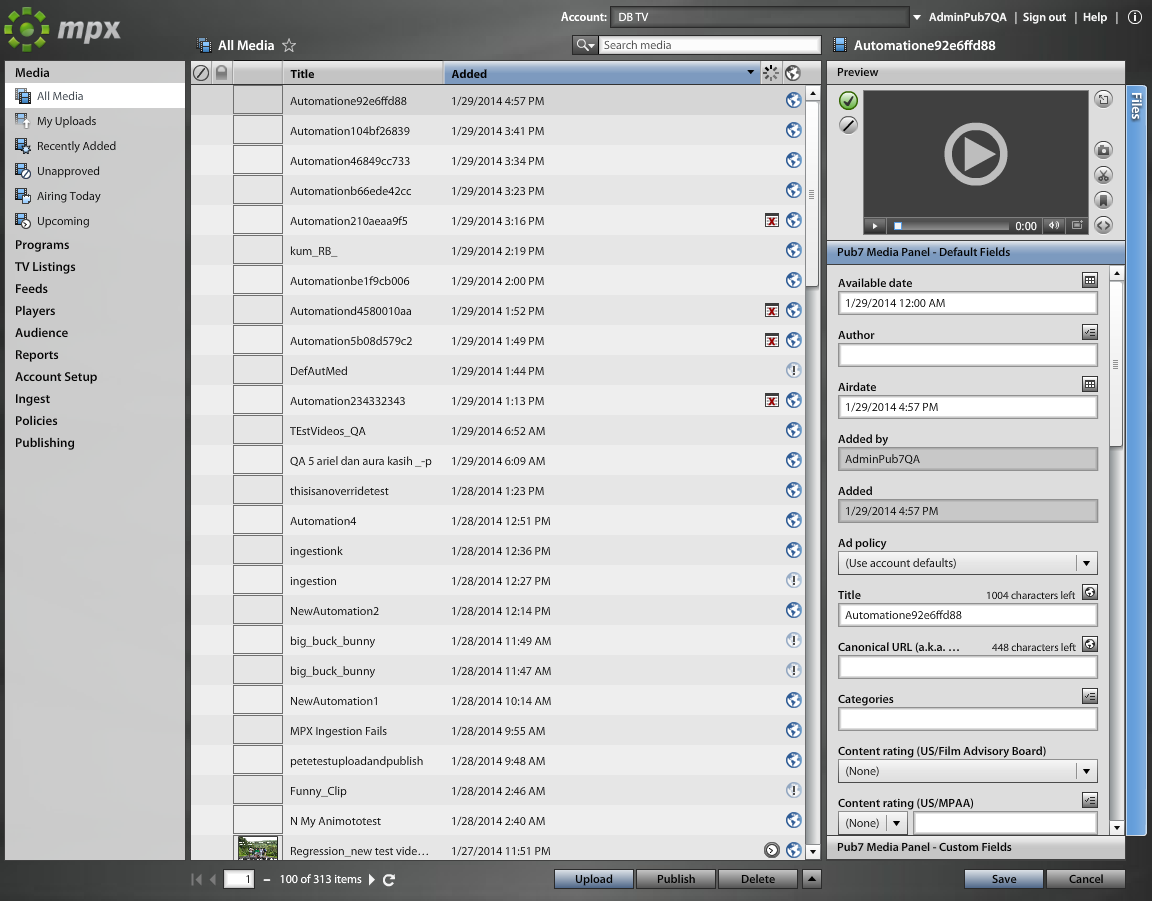 mpx
Account: DB TV AdminPub7QA | Sign out | Help |
All Media
Search media
Automatione92e6ffd88
Media
All Media
My Uploads
Recently Added
Unapproved
Airing Today
Upcoming
Programs
TV Listings
Feeds
Players
Audience
Reports
Account Setup
Ingest
Policies
Publishing
Title Added
Automatione92e6ffd88 1/29/2014 4:57 PM
Automation104bf26839 1/29/2014 3:41 PM
Automation46849cc733 1/29/2014 3:34 PM
Automationb66ede42cc 1/29/2014 3:23 PM
Automation210aeaa9f5 1/29/2014 3:16 PM
kum_RB_ 1/29/2014 2:19 PM
Automationbe1f9cb006 1/29/2014 2:00 PM
Automationd4580010aa 1/29/2014 1:52 PM
Automation5b08d579c2 1/29/2014 1:49 PM
DefAutMed 1/29/2014 1:44 PM
Automation234332343 1/29/2014 1:13 PM
TEstVideos_QA 1/29/2014 6:52 AM
QA 5 ariel dan aura kasih _-p 1/29/2014 6:09 AM
thisisanoverridetest 1/28/2014 1:23 PM
Automation4 1/28/2014 12:51 PM
ingestionk 1/28/2014 12:36 PM
ingestion 1/28/2014 12:27 PM
NewAutomation2 1/28/2014 12:14 PM
big_buck_bunny 1/28/2014 11:49 AM
big_buck_bunny 1/28/2014 11:47 AM
NewAutomation1 1/28/2014 10:14 AM
MPX Ingestion Fails 1/28/2014 9:55 AM
petetestuploadandpublish 1/28/2014 9:48 AM
Funny_Clip 1/28/2014 2:46 AM
N My Animototest 1/28/2014 2:40 AM
Regression_new test vide... 1/27/2014 11:51 PM
1 – 100 of 313 items
Upload Publish Delete
Preview
Files
0:00
Pub7 Media Panel - Default Fields
Available date
1/29/2014 12:00 AM
Author
Airdate
1/29/2014 4:57 PM
Added by
AdminPub7QA
Added
1/29/2014 4:57 PM
Ad policy
(Use account defaults)
Title 1004 characters left
Automatione92e6ffd88
Canonical URL (a.k.a. ... 448 characters left
Categories
Content rating (US/Film Advisory Board)
(None)
Content rating (US/MPAA)
(None)
Pub7 Media Panel - Custom Fields
Save Cancel